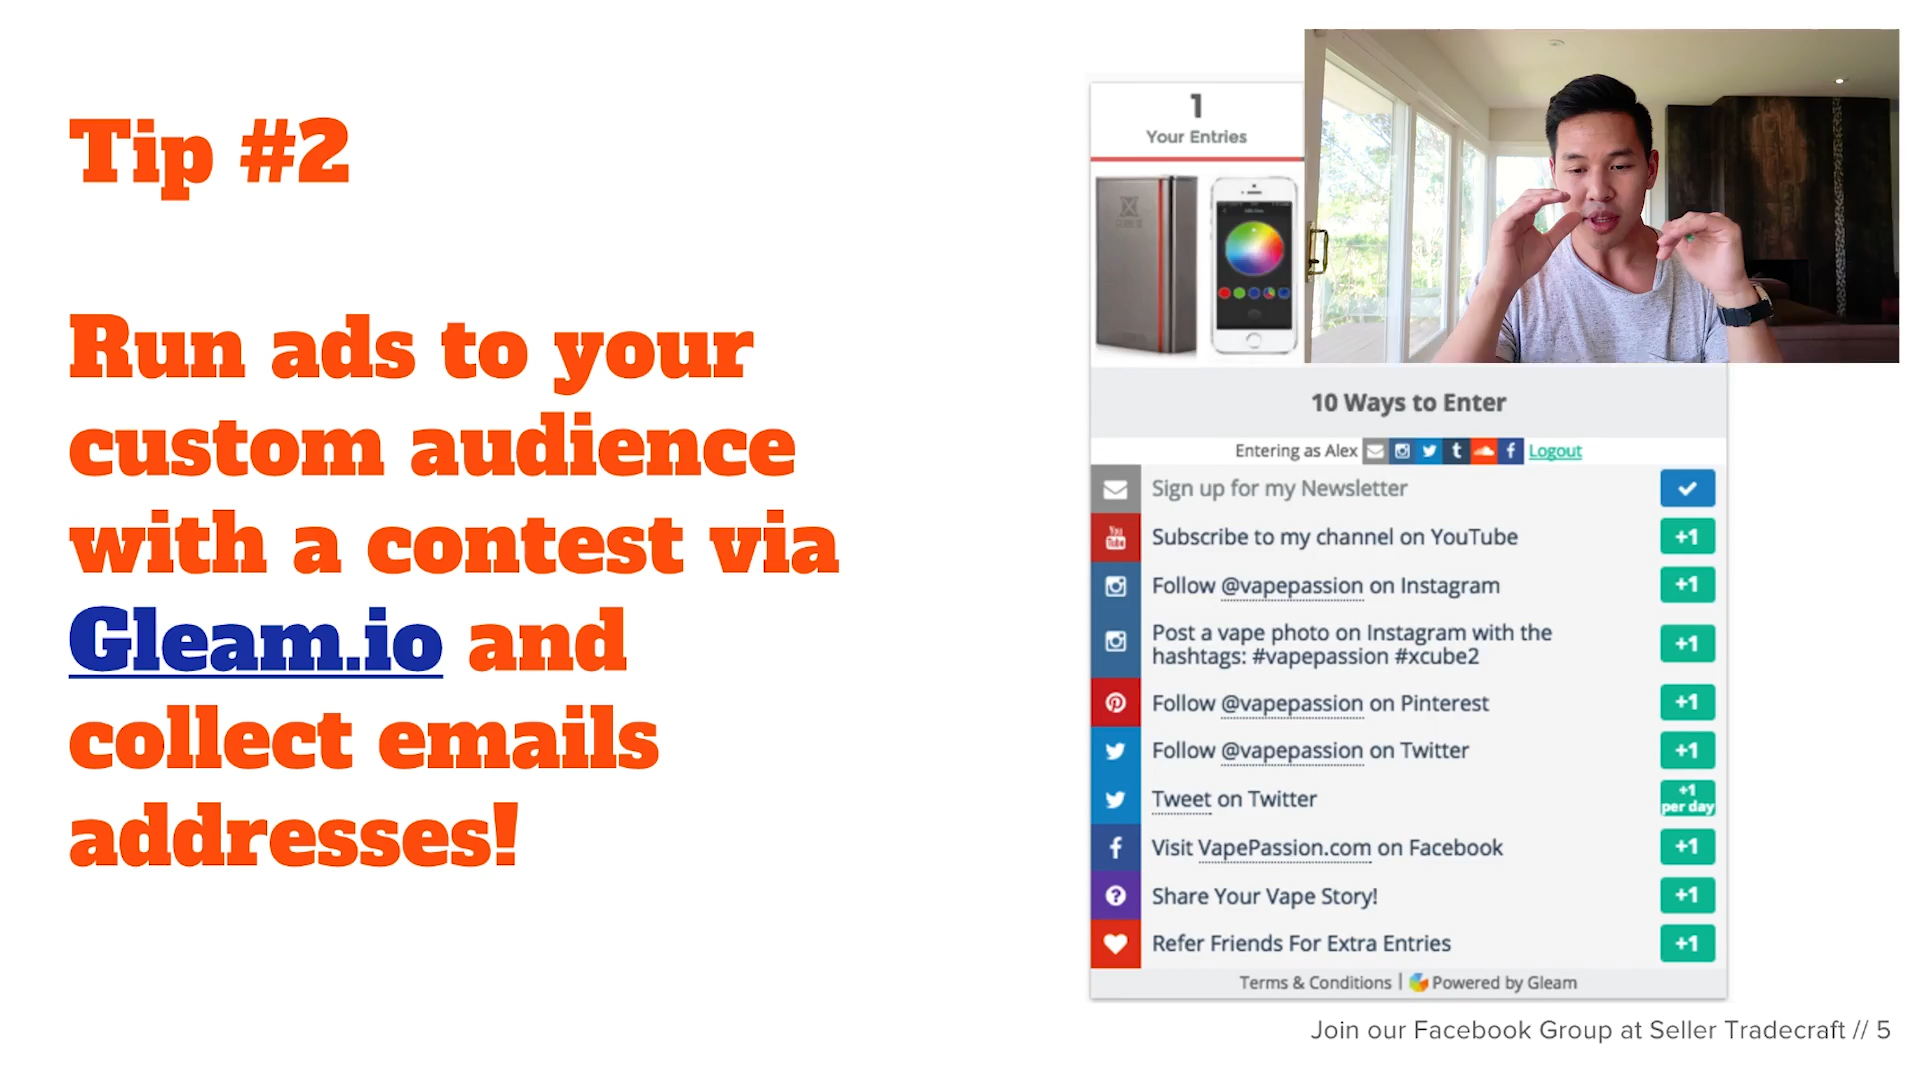 Tip #2
Run ads to your
custom audience
with a contest via
Gleam.io and
collect emails
addresses!
1
Your Entries
10 Ways to Enter
Entering as Alex Logout
Sign up for my Newsletter
You Tube Subscribe to my channel on YouTube +1
Follow @vapepassion on Instagram +1
Post a vape photo on Instagram with the
hashtags: #vapepassion #xcube2 +1
Follow @vapepassion on Pinterest +1
Follow @vapepassion on Twitter +1
Tweet on Twitter +1 per day
Visit VapePassion.com on Facebook +1
Share Your Vape Story! +1
Refer Friends For Extra Entries +1
Terms & Conditions | Powered by Gleam
Join our Facebook Group at Seller Tradecraft // 5